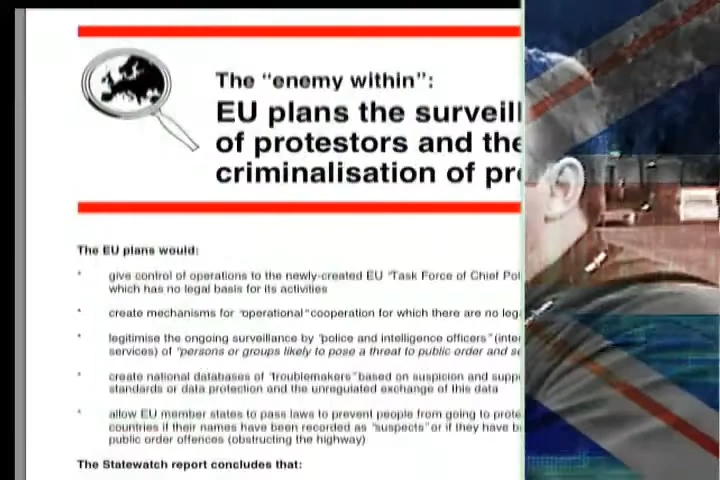 The "enemy within":
EU plans the surveill
of protestors and the
criminalisation of pro
The EU plans would:
* give control of operations to the newly-created EU "Task Force of Chief Pol
which has no legal basis for its activities
* create mechanisms for "operational" cooperation for which there are no leg
* legitimise the ongoing surveillance by "police and intelligence officers" (inte
services) of "persons or groups likely to pose a threat to public order and se
* create national databases of "troublemakers" based on suspicion and supp
standards or data protection and the unregulated exchange of this data
* allow EU member states to pass laws to prevent people from going to prote
countries if their names have been recorded as "suspects" or if they have b
public order offences (obstructing the highway)
The Statewatch report concludes that: